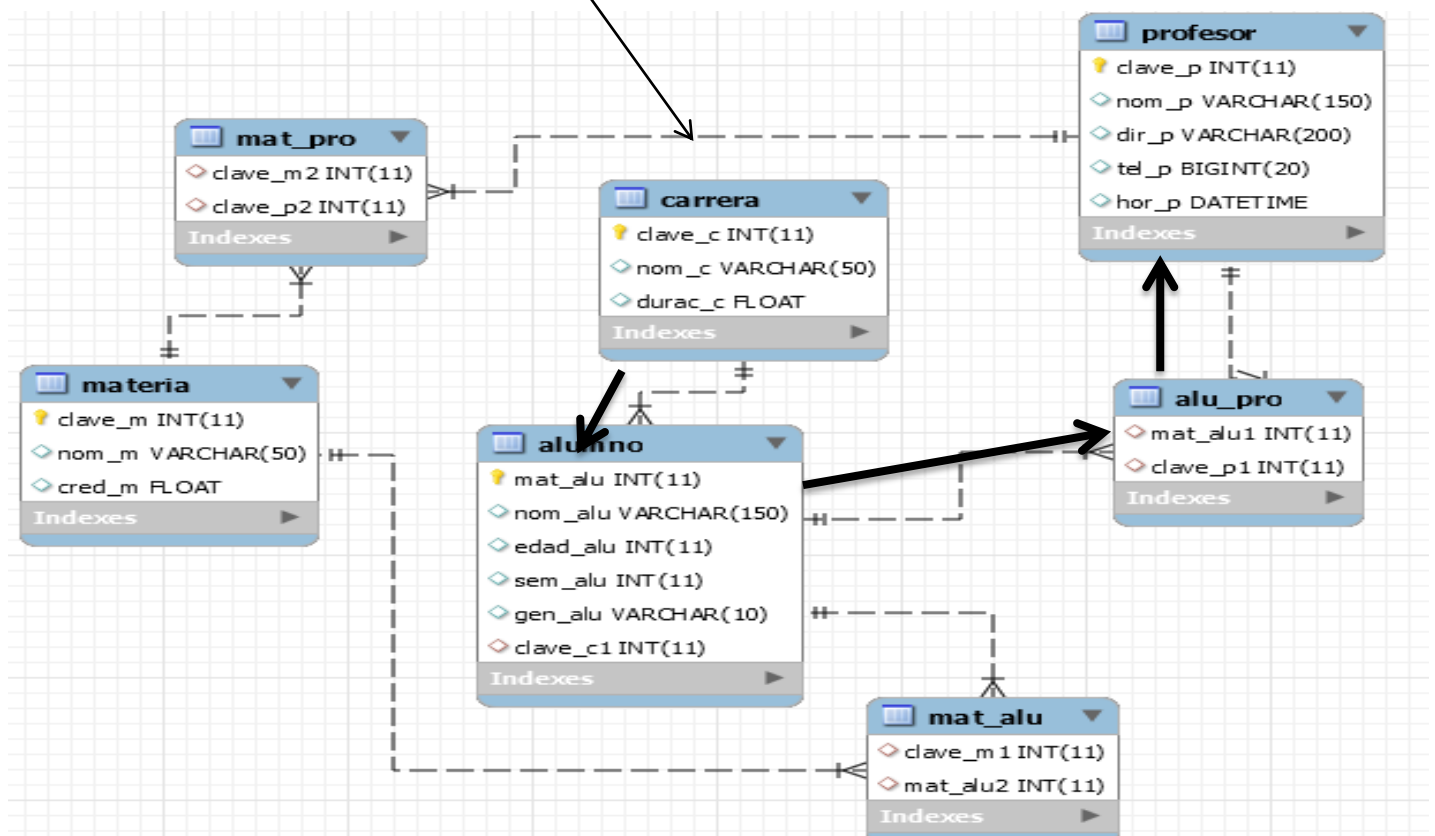 profesor
clave_p INT(11)
nom_p VARCHAR(150)
dir_p VARCHAR(200)
tel_p BIGINT(20)
hor_p DATETIME
Indexes
mat_pro
clave_m2 INT(11)
clave_p2 INT(11)
Indexes
carrera
clave_c INT(11)
nom_c VARCHAR(50)
durac_c FLOAT
Indexes
materia
clave_m INT(11)
nom_m VARCHAR(50)
cred_m FLOAT
Indexes
alumno
mat_alu INT(11)
nom_alu VARCHAR(150)
edad_alu INT(11)
sem_alu INT(11)
gen_alu VARCHAR(10)
clave_c1 INT(11)
Indexes
alu_pro
mat_alu1 INT(11)
clave_p1 INT(11)
Indexes
mat_alu
clave_m1 INT(11)
mat_alu2 INT(11)
Indexes